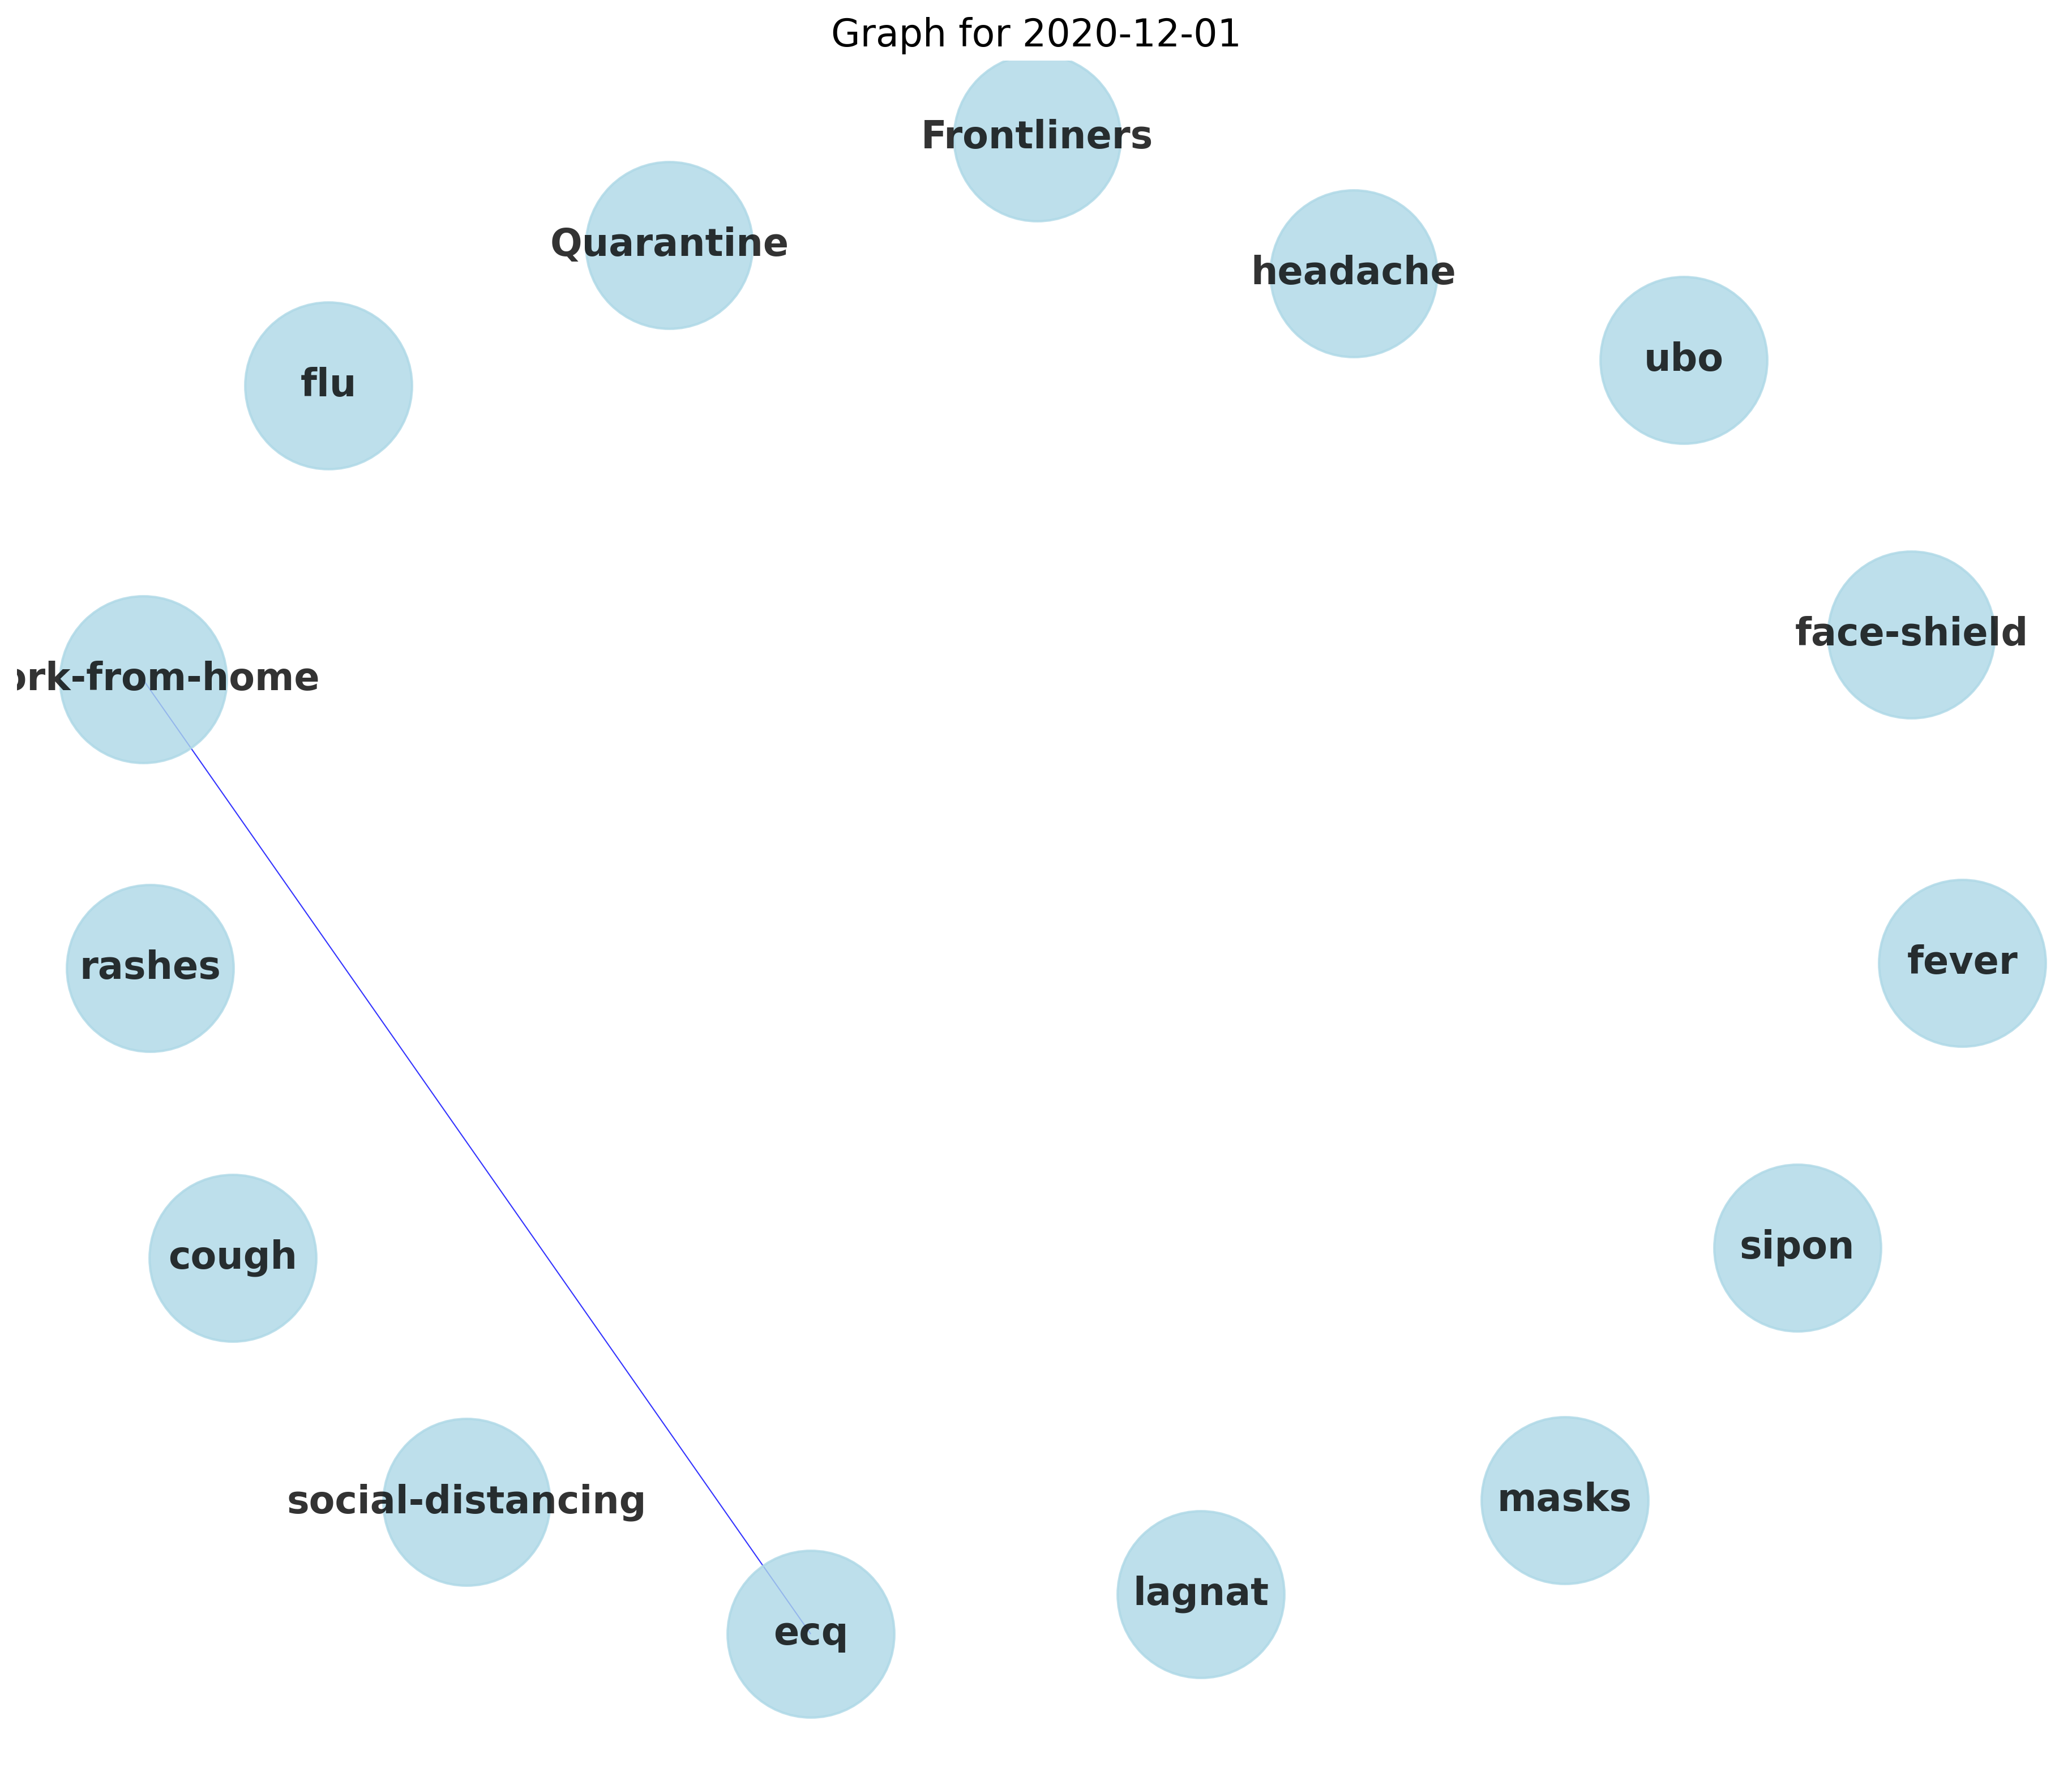 Graph for 2020-12-01
Frontliners
Quarantine
headache
ubo
flu
face-shield
ork-from-home
fever
rashes
sipon
cough
masks
social-distancing
lagnat
ecq